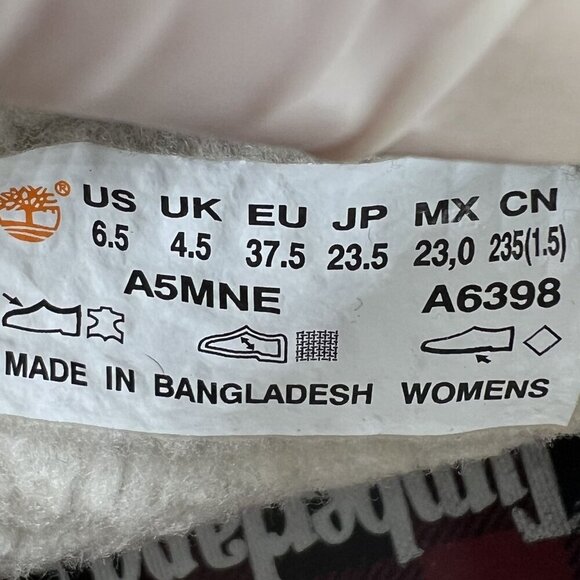 ® US UK EU JP MX CN
6.5 4.5 37.5 23.5 23,0 235(1.5)
A5MNE A6398
MADE IN BANGLADESH WOMENS
Timberland